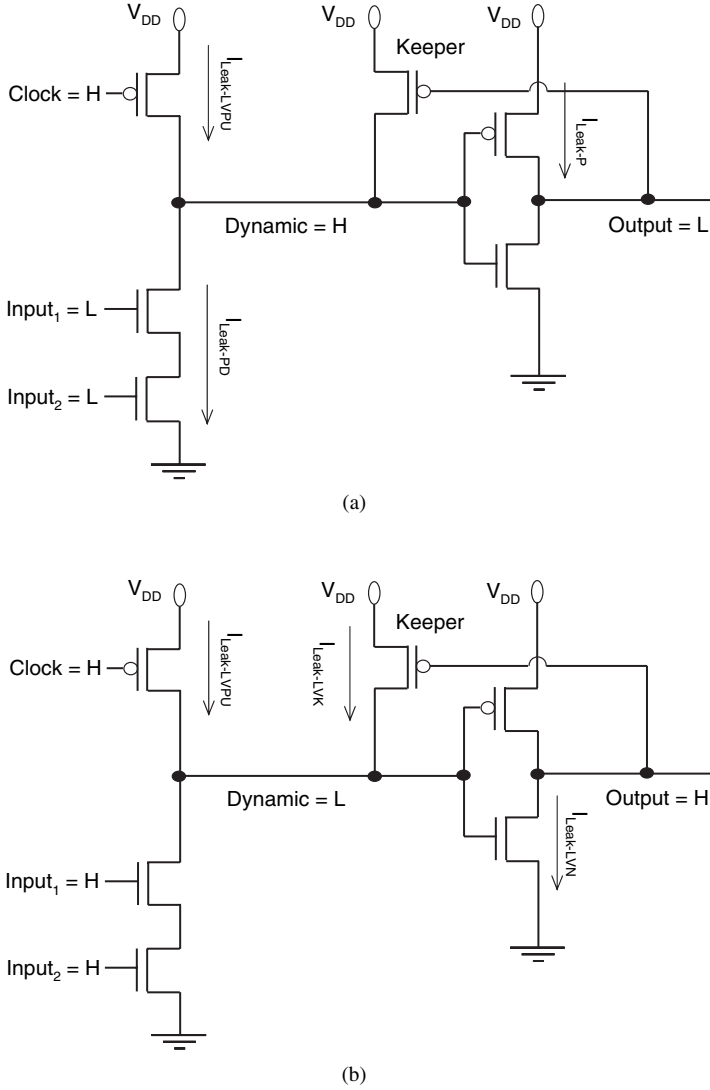 V_DD V_DD V_DD
Keeper
Clock = H
I_Leak-LVPU
I_Leak-P
Dynamic = H
Output = L
Input_1 = L
I_Leak-PD
Input_2 = L
(a)
V_DD V_DD V_DD
Keeper
Clock = H
I_Leak-LVPU
I_Leak-LVK
Dynamic = L
Output = H
Input_1 = H
I_Leak-LVN
Input_2 = H
(b)